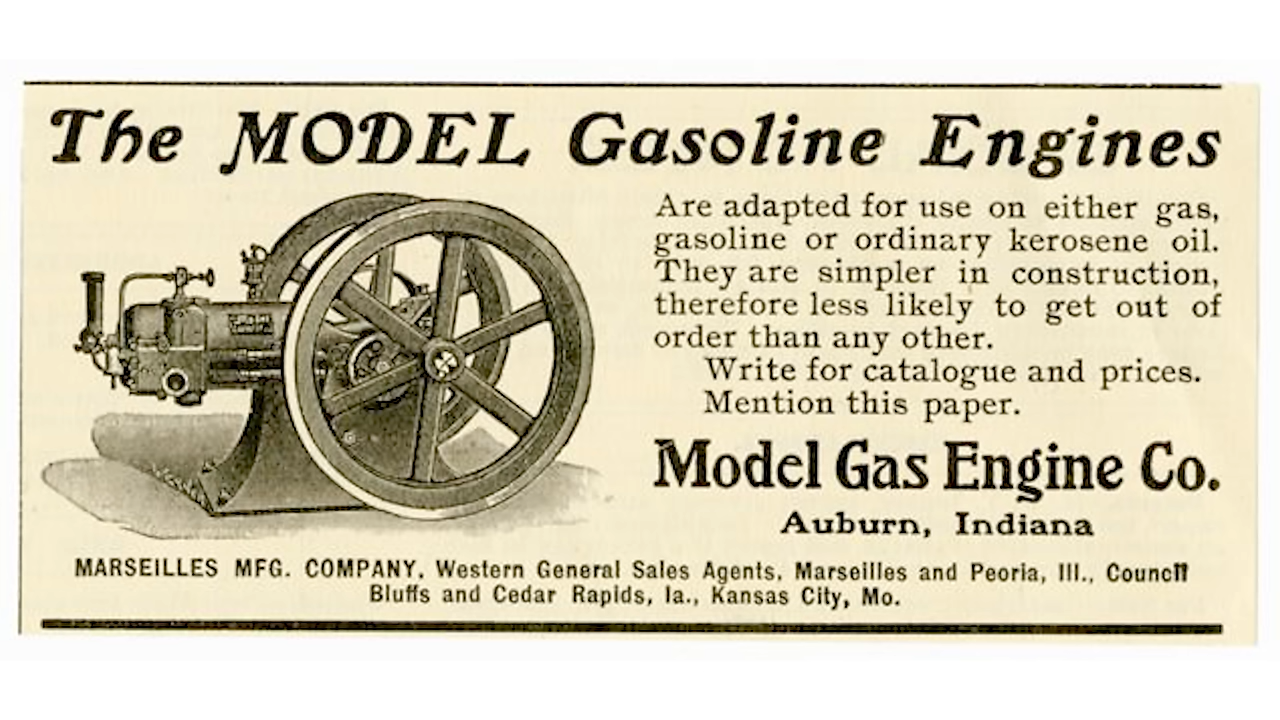 The MODEL Gasoline Engines
Are adapted for use on either gas,
gasoline or ordinary kerosene oil.
They are simpler in construction,
therefore less likely to get out of
order than any other.
Write for catalogue and prices.
Mention this paper.
Model Gas Engine Co.
Auburn, Indiana
MARSEILLES MFG. COMPANY, Western General Sales Agents, Marseilles and Peoria, Ill., Council
Bluffs and Cedar Rapids, Ia., Kansas City, Mo.